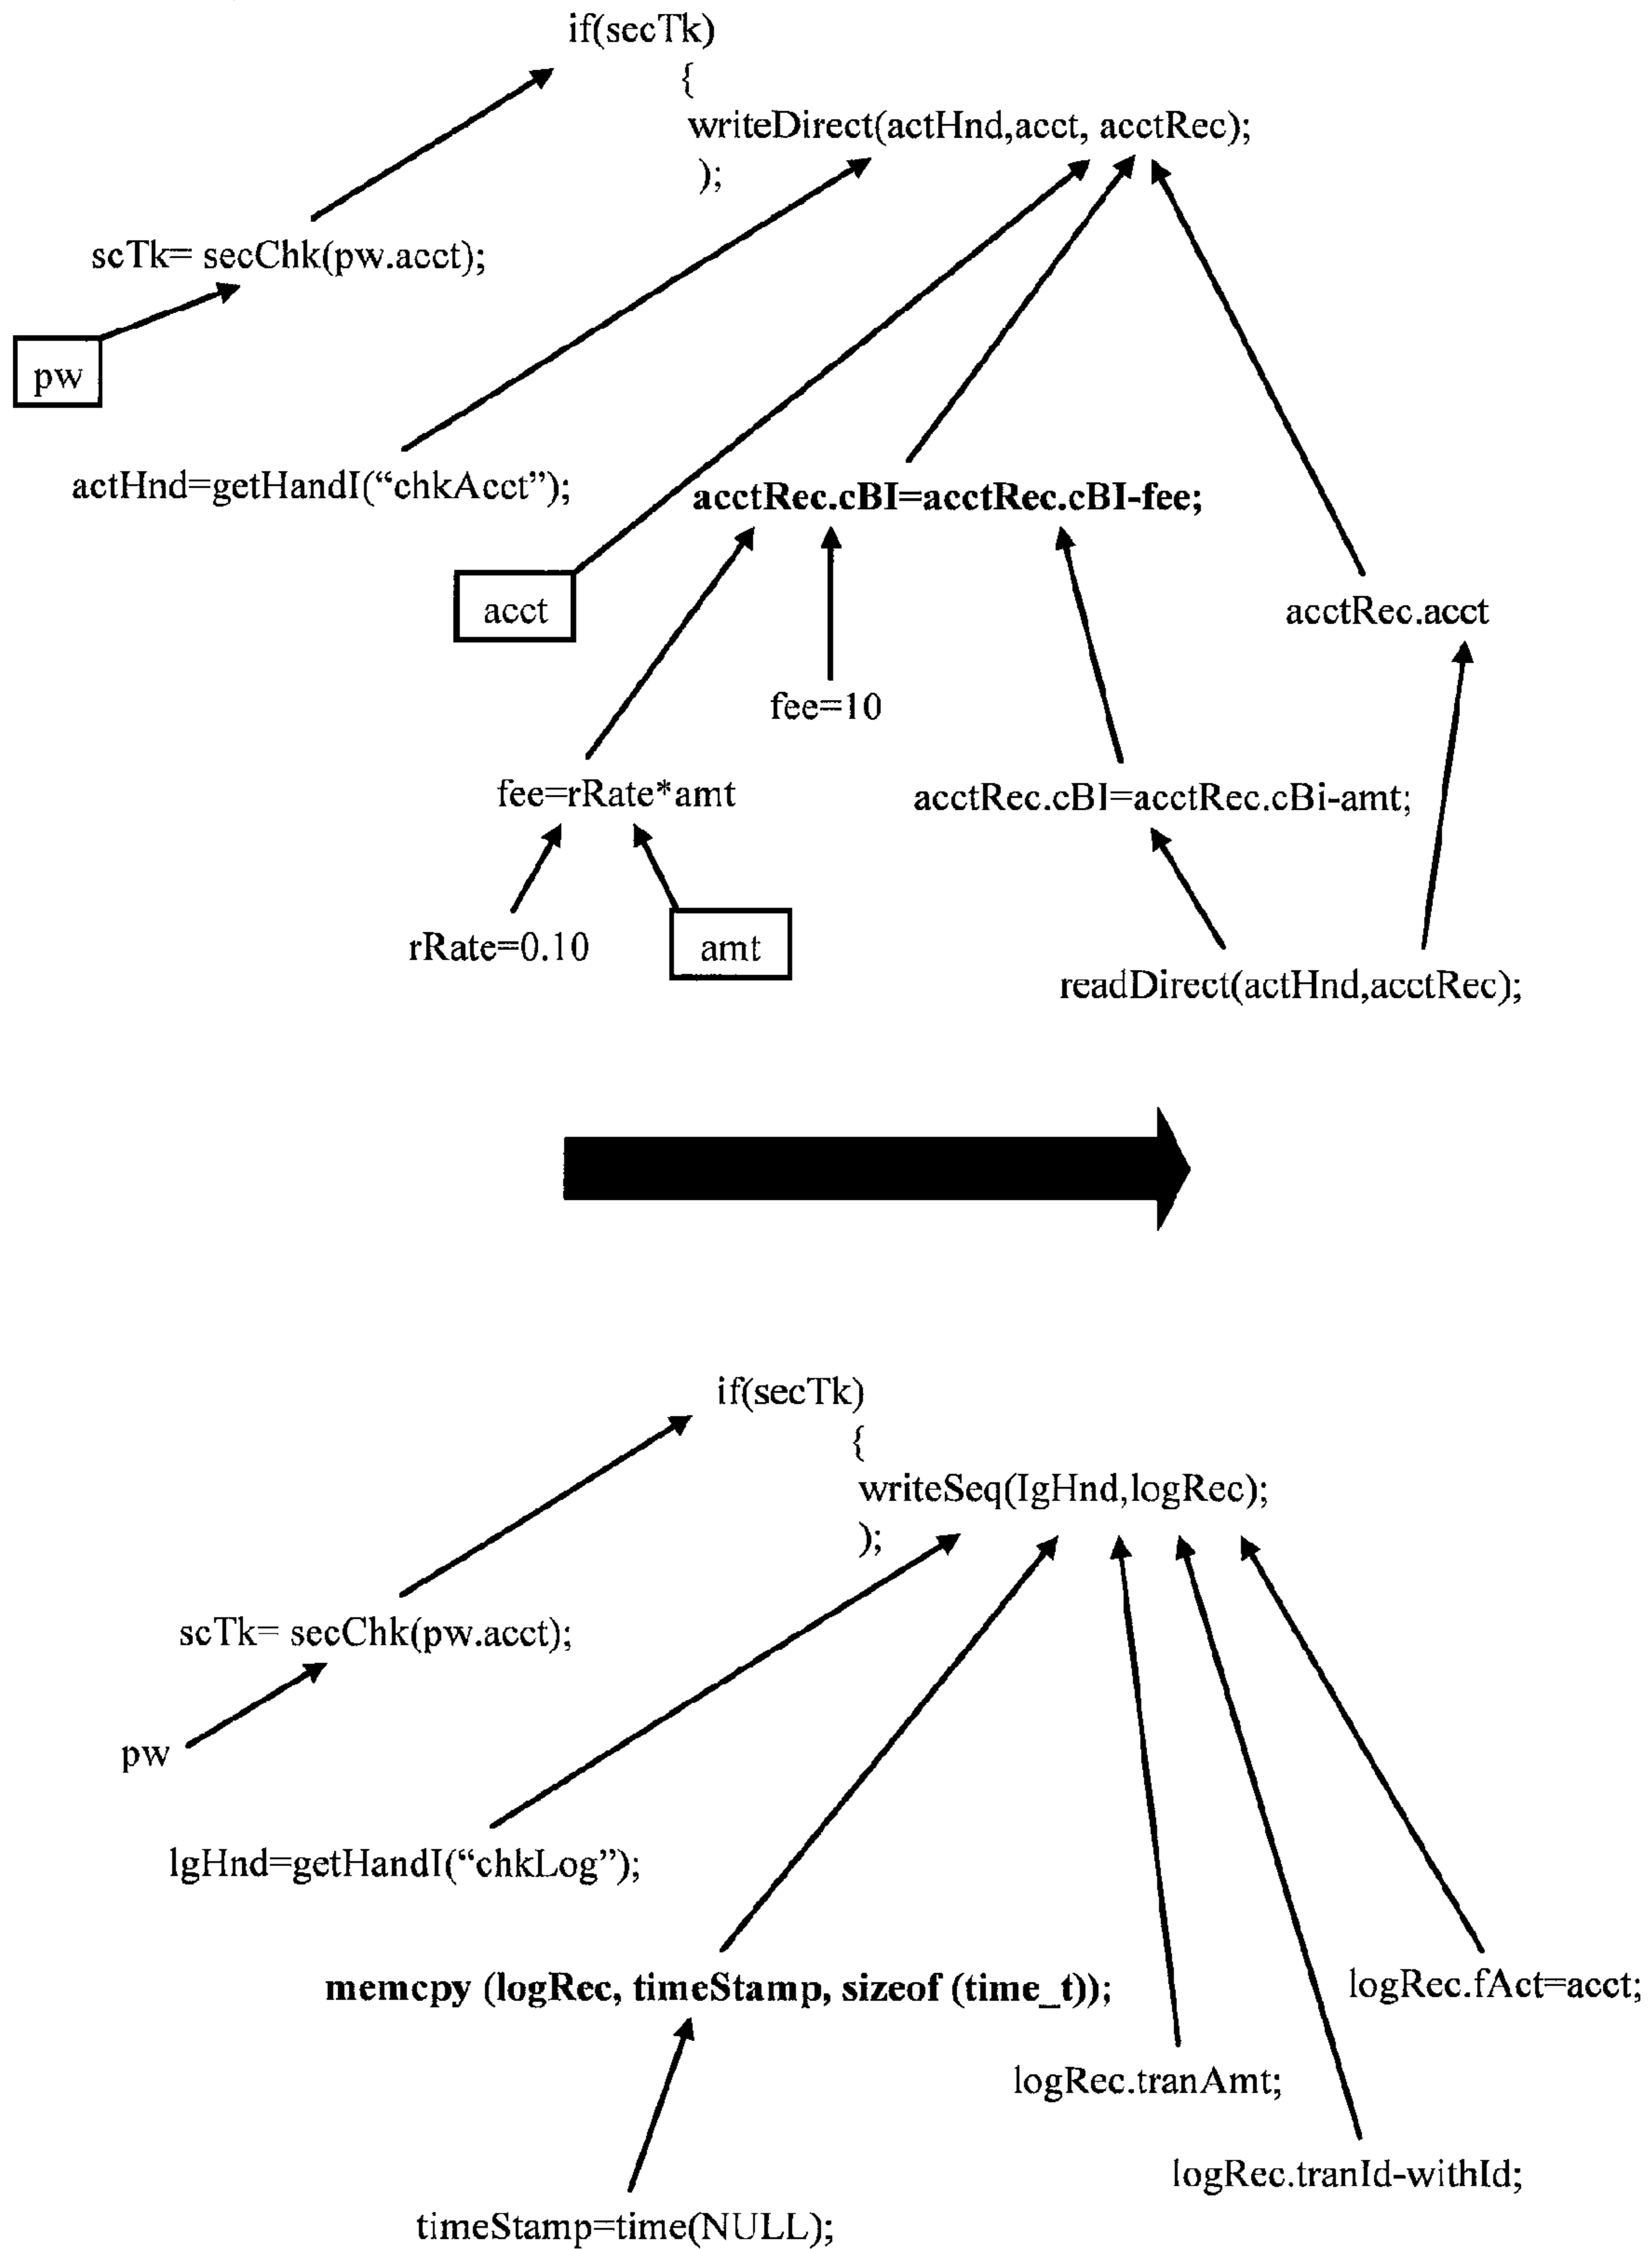 if(secTk)
{
writeDirect(actHnd,acct, acctRec);
);
scTk= secChk(pw.acct);
pw
actHnd=getHandI(“chkAcct”);
acctRec.cBI=acctRec.cBI-fee;
acct
acctRec.acct
fee=10
fee=rRate*amt
acctRec.cBI=acctRec.cBi-amt;
rRate=0.10
amt
readDirect(actHnd,acctRec);
if(secTk)
{
writeSeq(IgHnd,logRec);
);
scTk= secChk(pw.acct);
pw
lgHnd=getHandI(“chkLog”);
memcpy (logRec, timeStamp, sizeof (time_t));
logRec.fAct=acct;
logRec.tranAmt;
logRec.tranId-withId;
timeStamp=time(NULL);